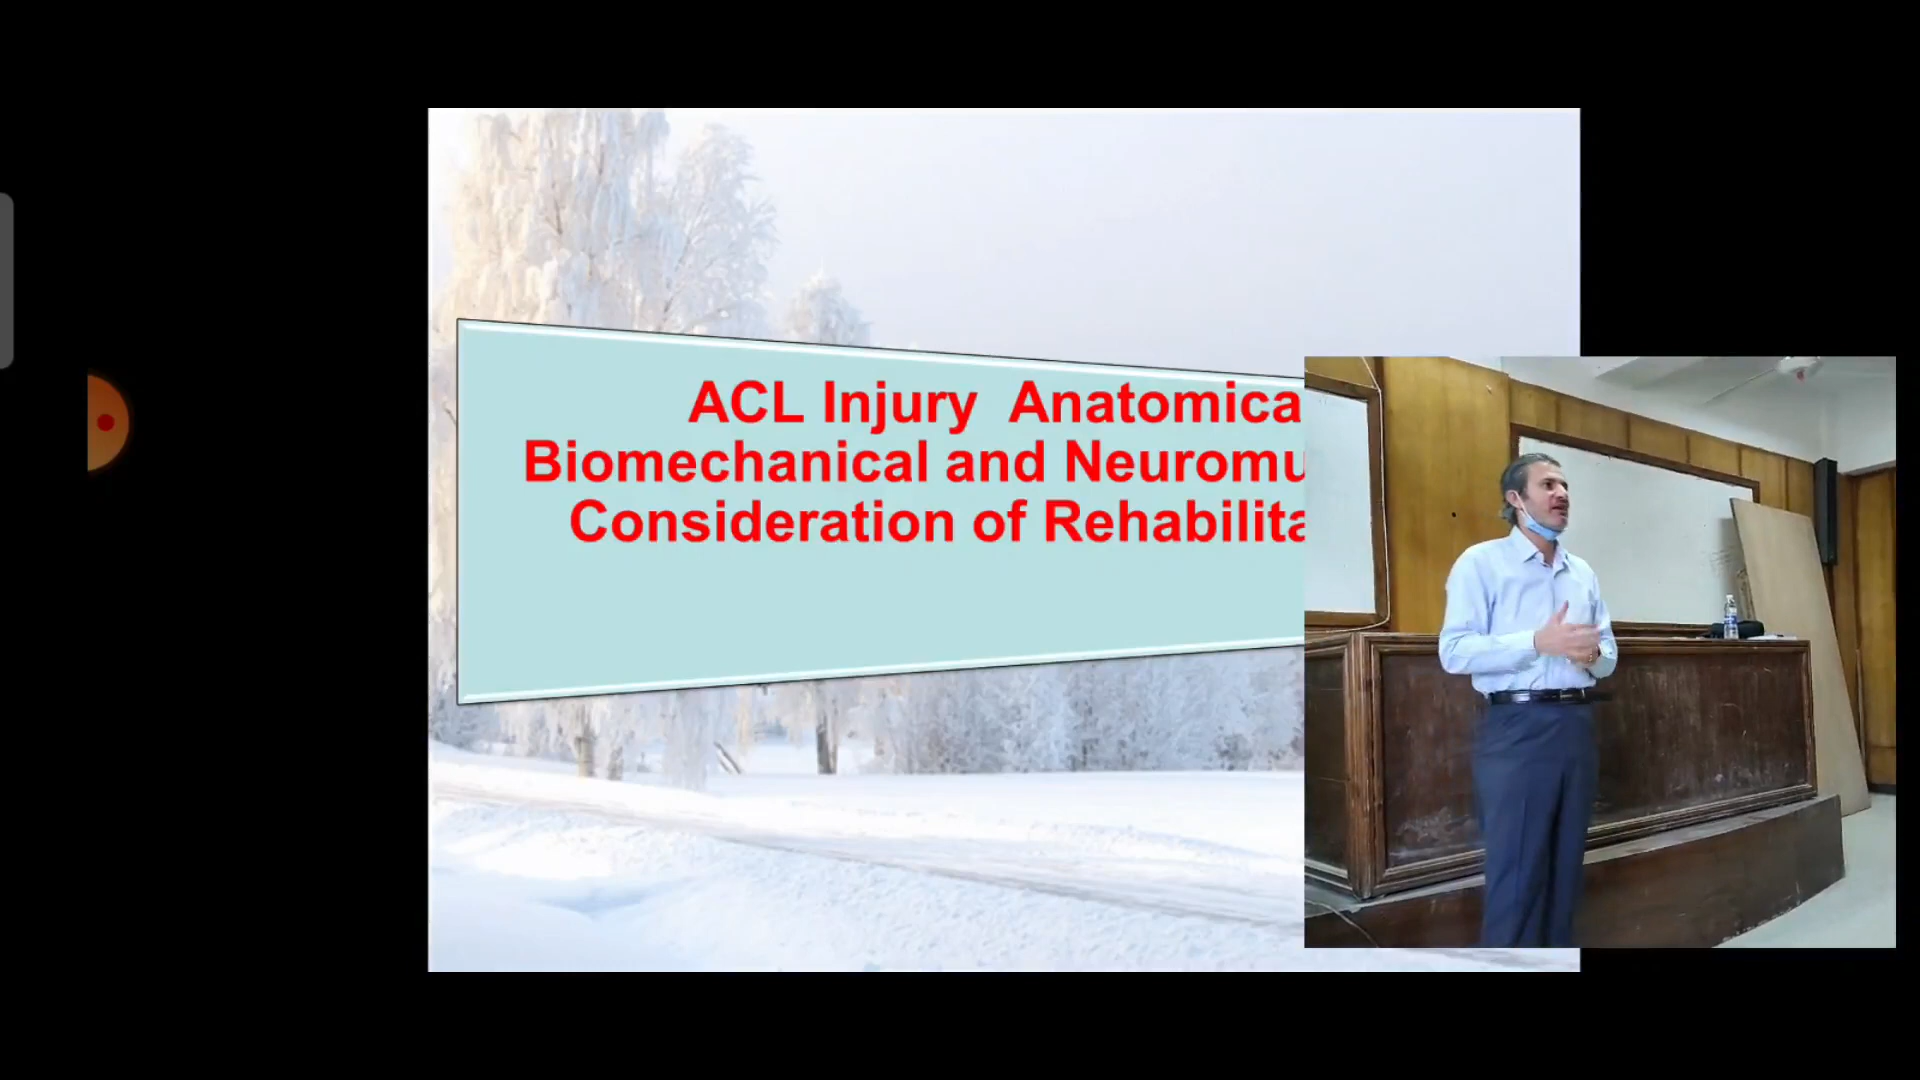 ACL Injury Anatomica
Biomechanical and Neuromu
Consideration of Rehabilita